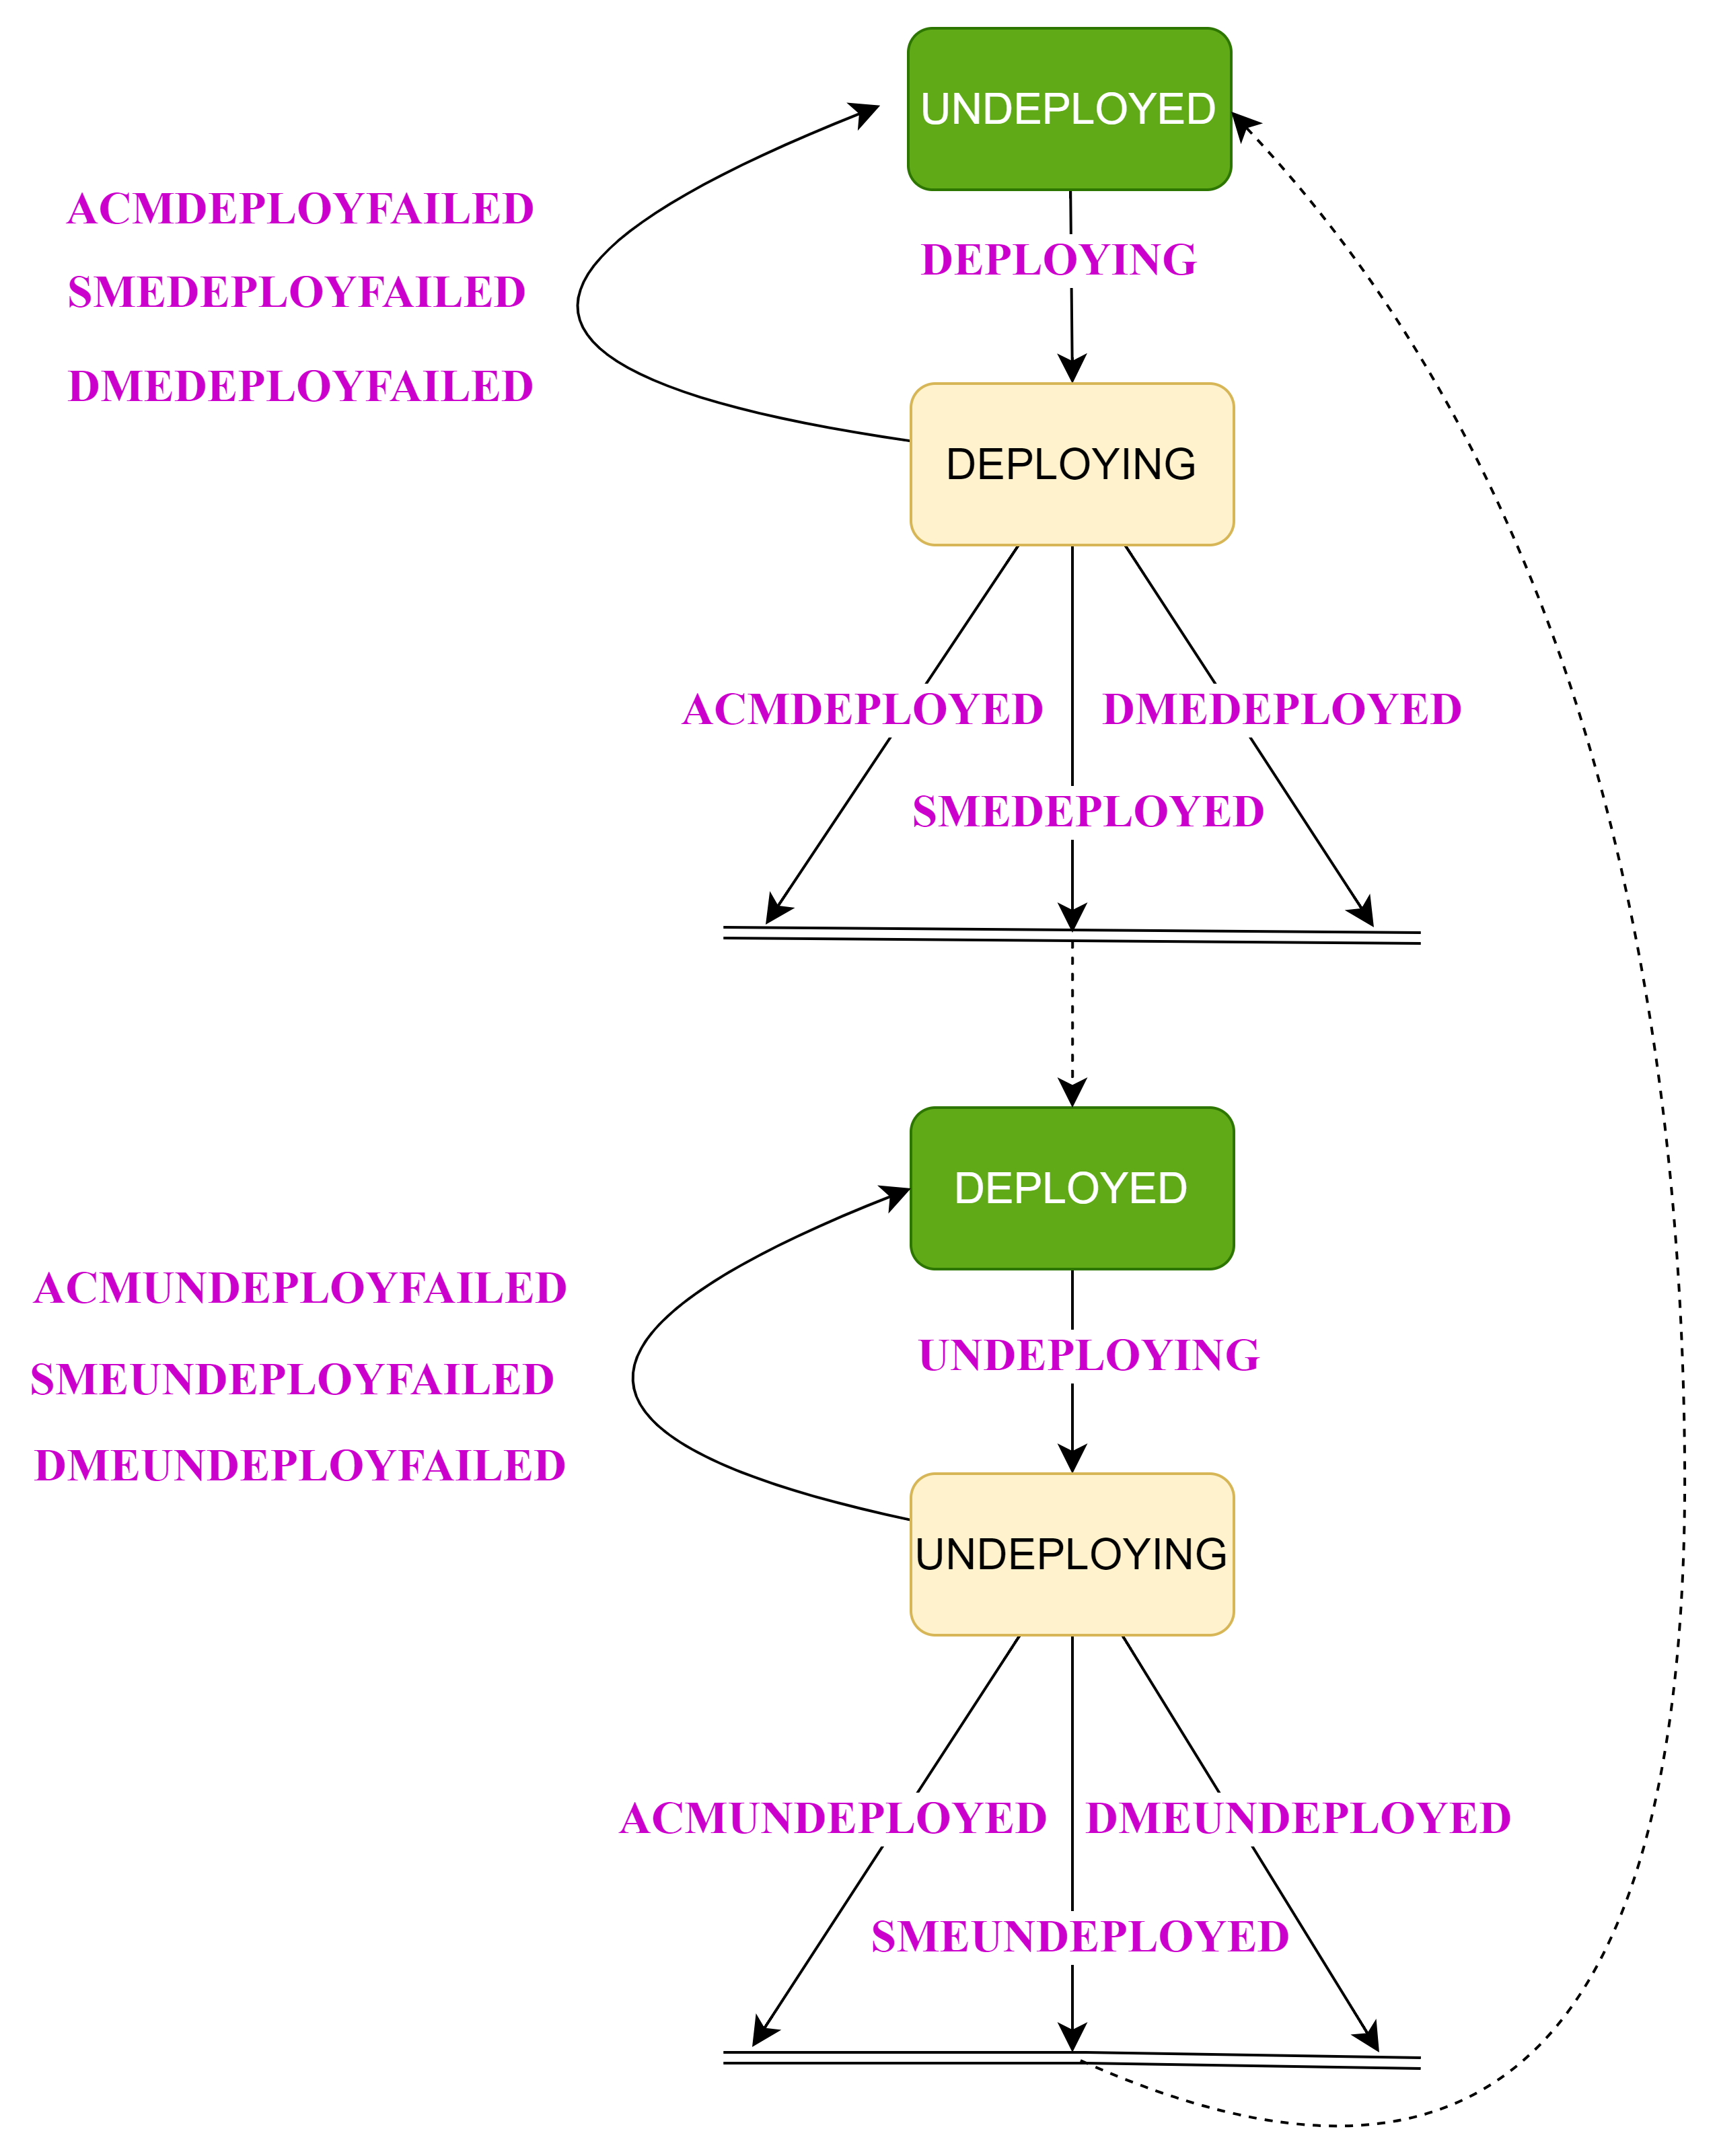 UNDEPLOYED
ACMDEPLOYFAILED
DEPLOYING
SMEDEPLOYFAILED
DMEDEPLOYFAILED
DEPLOYING
ACMDEPLOYED
DMEDEPLOYED
SMEDEPLOYED
DEPLOYED
ACMUNDEPLOYFAILED
UNDEPLOYING
SMEUNDEPLOYFAILED
DMEUNDEPLOYFAILED
UNDEPLOYING
ACMUNDEPLOYED
DMEUNDEPLOYED
SMEUNDEPLOYED